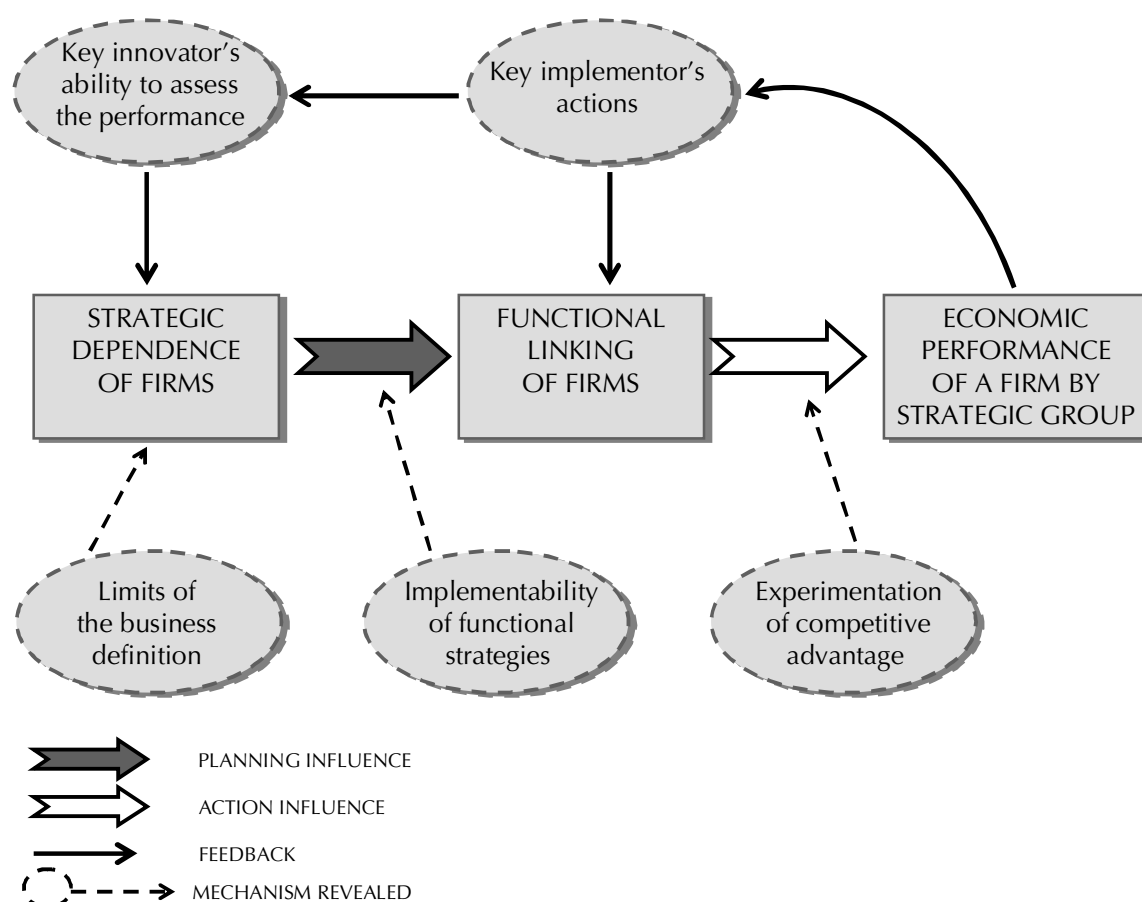 Key innovator’s
ability to assess
the performance
Key implementor’s
actions
STRATEGIC
DEPENDENCE
OF FIRMS
FUNCTIONAL
LINKING
OF FIRMS
ECONOMIC
PERFORMANCE
OF A FIRM BY
STRATEGIC GROUP
Limits of
the business
definition
Implementability
of functional
strategies
Experimentation
of competitive
advantage
PLANNING INFLUENCE
ACTION INFLUENCE
FEEDBACK
MECHANISM REVEALED